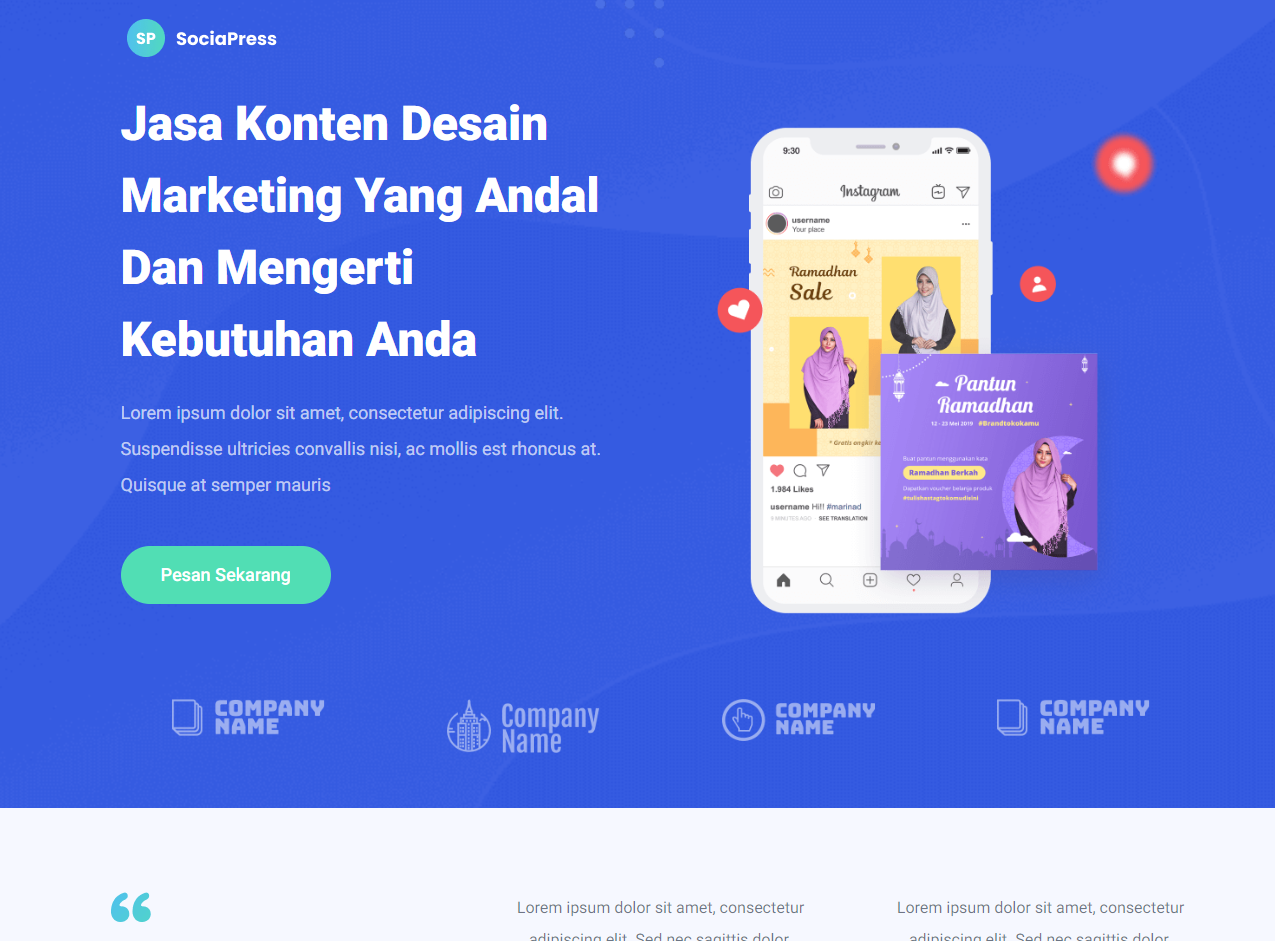 SP SociaPress
Jasa Konten Desain
Marketing Yang Andal
Dan Mengerti
Kebutuhan Anda
Lorem ipsum dolor sit amet, consectetur adipiscing elit.
Suspendisse ultricies convallis nisi, ac mollis est rhoncus at.
Quisque at semper mauris
Pesan Sekarang
9:30
Instagram
username
Your place
Ramadhan
Sale
* Gratis ongkir
1.984 Likes
username Hi!! #marinad
MINUTES AGO SEE TRANSLATION
Pantun
Ramadhan
12 - 23 Mei 2019 #Brandtokokamu
Buat pantun menggunakan kata
Ramadhan Berkah
Dapatkan voucher belanja produk
#tulishastagtokomudisini
COMPANY
NAME
Company
Name
COMPANY
NAME
COMPANY
NAME
Lorem ipsum dolor sit amet, consectetur
adipiscing elit. Sed nec sagittis dolor
Lorem ipsum dolor sit amet, consectetur
adipiscing elit. Sed nec sagittis dolor